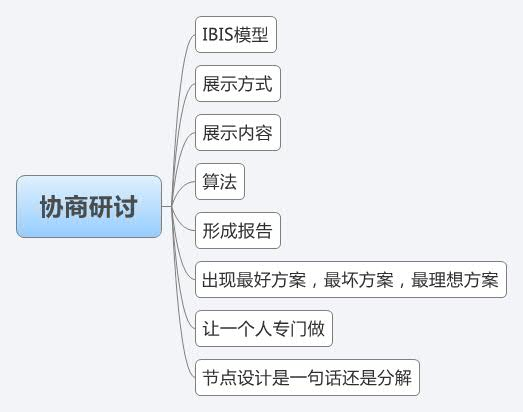 协商研讨
IBIS模型
展示方式
展示内容
算法
形成报告
出现最好方案，最坏方案，最理想方案
让一个人专门做
节点设计是一句话还是分解